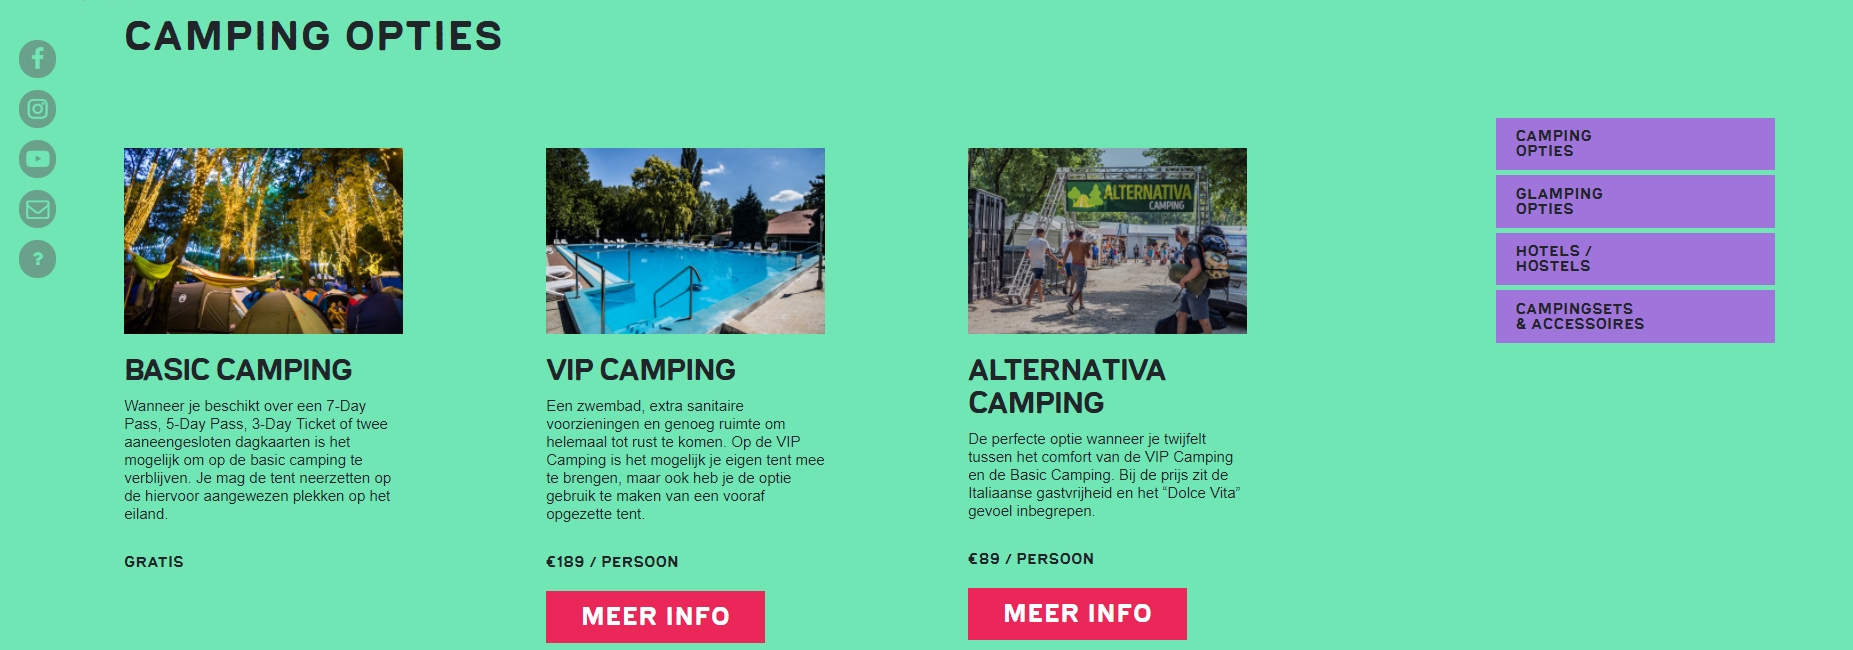 CAMPING OPTIES
BASIC CAMPING
Wanneer je beschikt over een 7-Day
Pass, 5-Day Pass, 3-Day Ticket of twee
aaneengesloten dagkaarten is het
mogelijk om op de basic camping te
verblijven. Je mag de tent neerzetten op
de hiervoor aangewezen plekken op het
eiland.
GRATIS
VIP CAMPING
Een zwembad, extra sanitaire
voorzieningen en genoeg ruimte om
helemaal tot rust te komen. Op de VIP
Camping is het mogelijk je eigen tent mee
te brengen, maar ook heb je de optie
gebruik te maken van een vooraf
opgezette tent.
€189 / PERSOON
MEER INFO
ALTERNATIVA
CAMPING
ALTERNATIVA
CAMPING
De perfecte optie wanneer je twijfelt
tussen het comfort van de VIP Camping
en de Basic Camping. Bij de prijs zit de
Italiaanse gastvrijheid en het “Dolce Vita”
gevoel inbegrepen.
€89 / PERSOON
MEER INFO
CAMPING
OPTIES
GLAMPING
OPTIES
HOTELS /
HOSTELS
CAMPINGSETS
& ACCESSOIRES